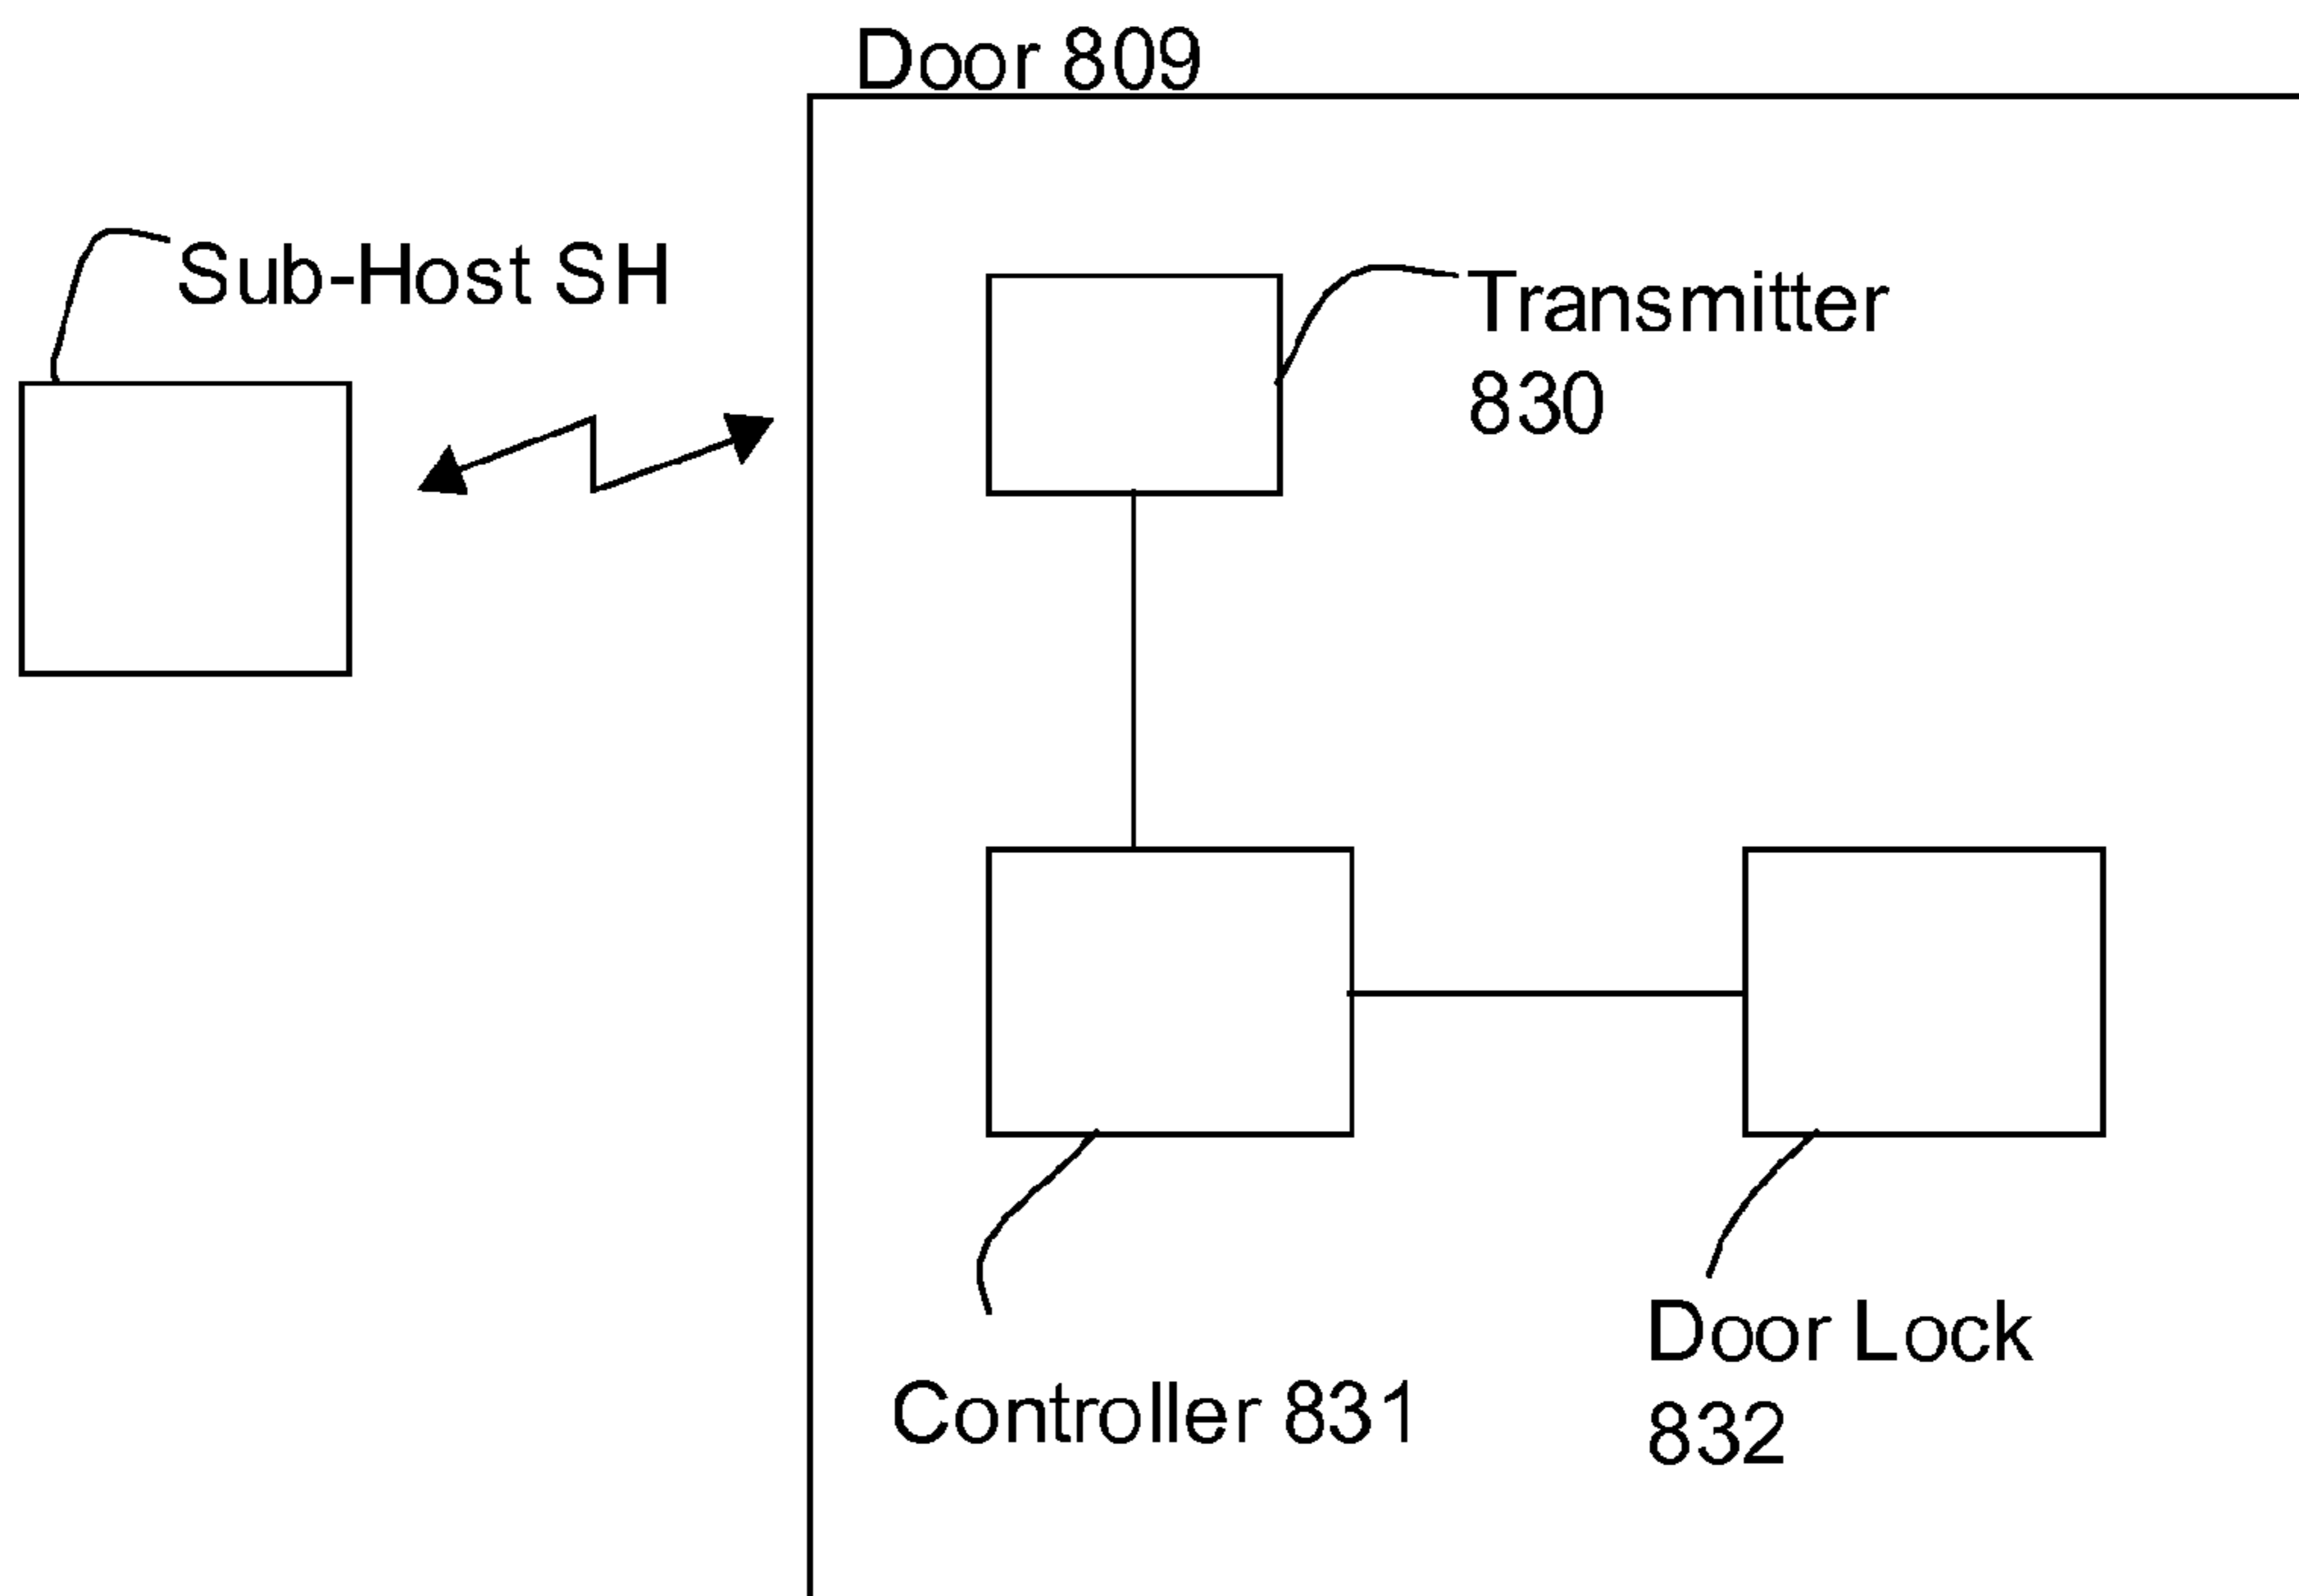 Door 809
Sub-Host SH
Transmitter
830
Controller 831
Door Lock
832